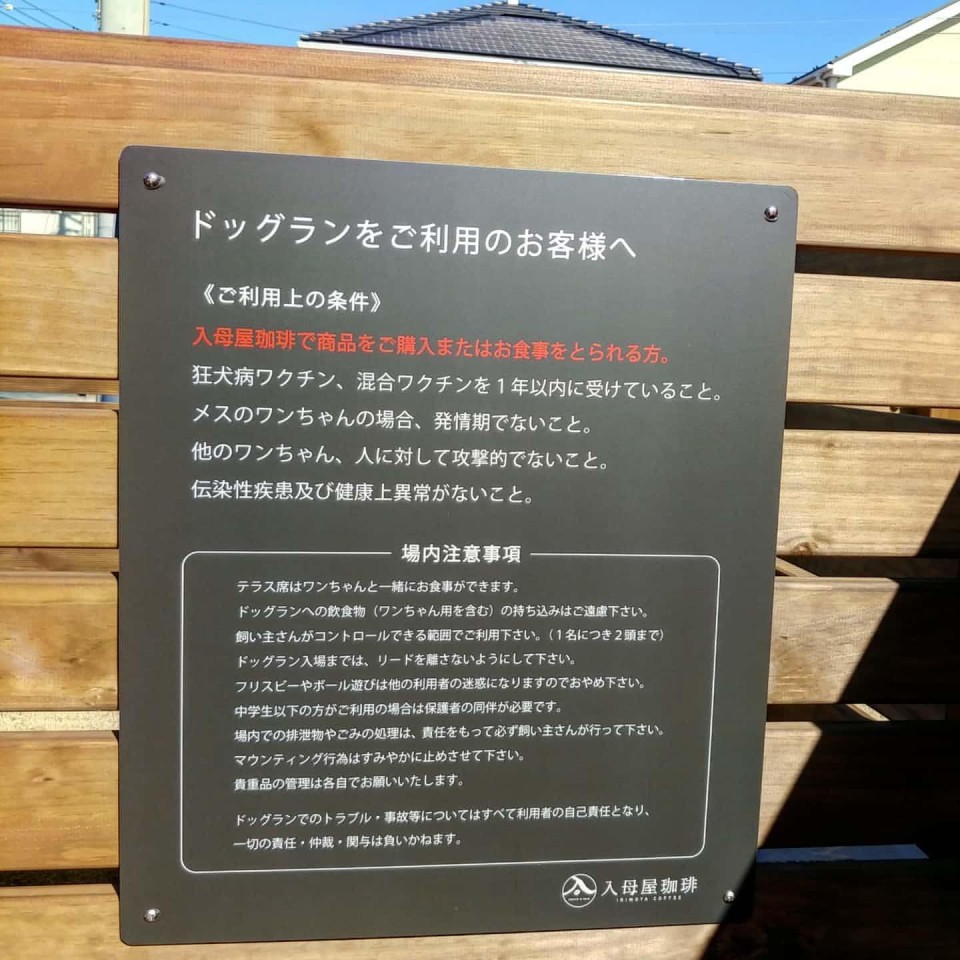 ドッグランをご利用のお客様へ
《ご利用上の条件》
入母屋珈琲で商品をご購入またはお食事をとられる方。
狂犬病ワクチン、混合ワクチンを1年以内に受けていること。
メスのワンちゃんの場合、発情期でないこと。
他のワンちゃん、人に対して攻撃的でないこと。
伝染性疾患及び健康上異常がないこと。
場内注意事項
テラス席はワンちゃんと一緒にお食事ができます。
ドッグランへの飲食物（ワンちゃん用を含む）の持ち込みはご遠慮下さい。
飼い主さんがコントロールできる範囲でご利用下さい。（1名につき2頭まで）
ドッグラン入場までは、リードを離さないようにして下さい。
フリスビーやボール遊びは他の利用者の迷惑になりますのでおやめ下さい。
中学生以下の方がご利用の場合は保護者の同伴が必要です。
場内での排泄物やごみの処理は、責任をもって必ず飼い主さんが行って下さい。
マウンティング行為はすみやかに止めさせて下さい。
貴重品の管理は各自でお願いいたします。
ドッグランでのトラブル・事故等についてはすべて利用者の自己責任となり、
一切の責任・仲裁・関与は負いかねます。
入母屋珈琲
IRIMOYA COFFEE